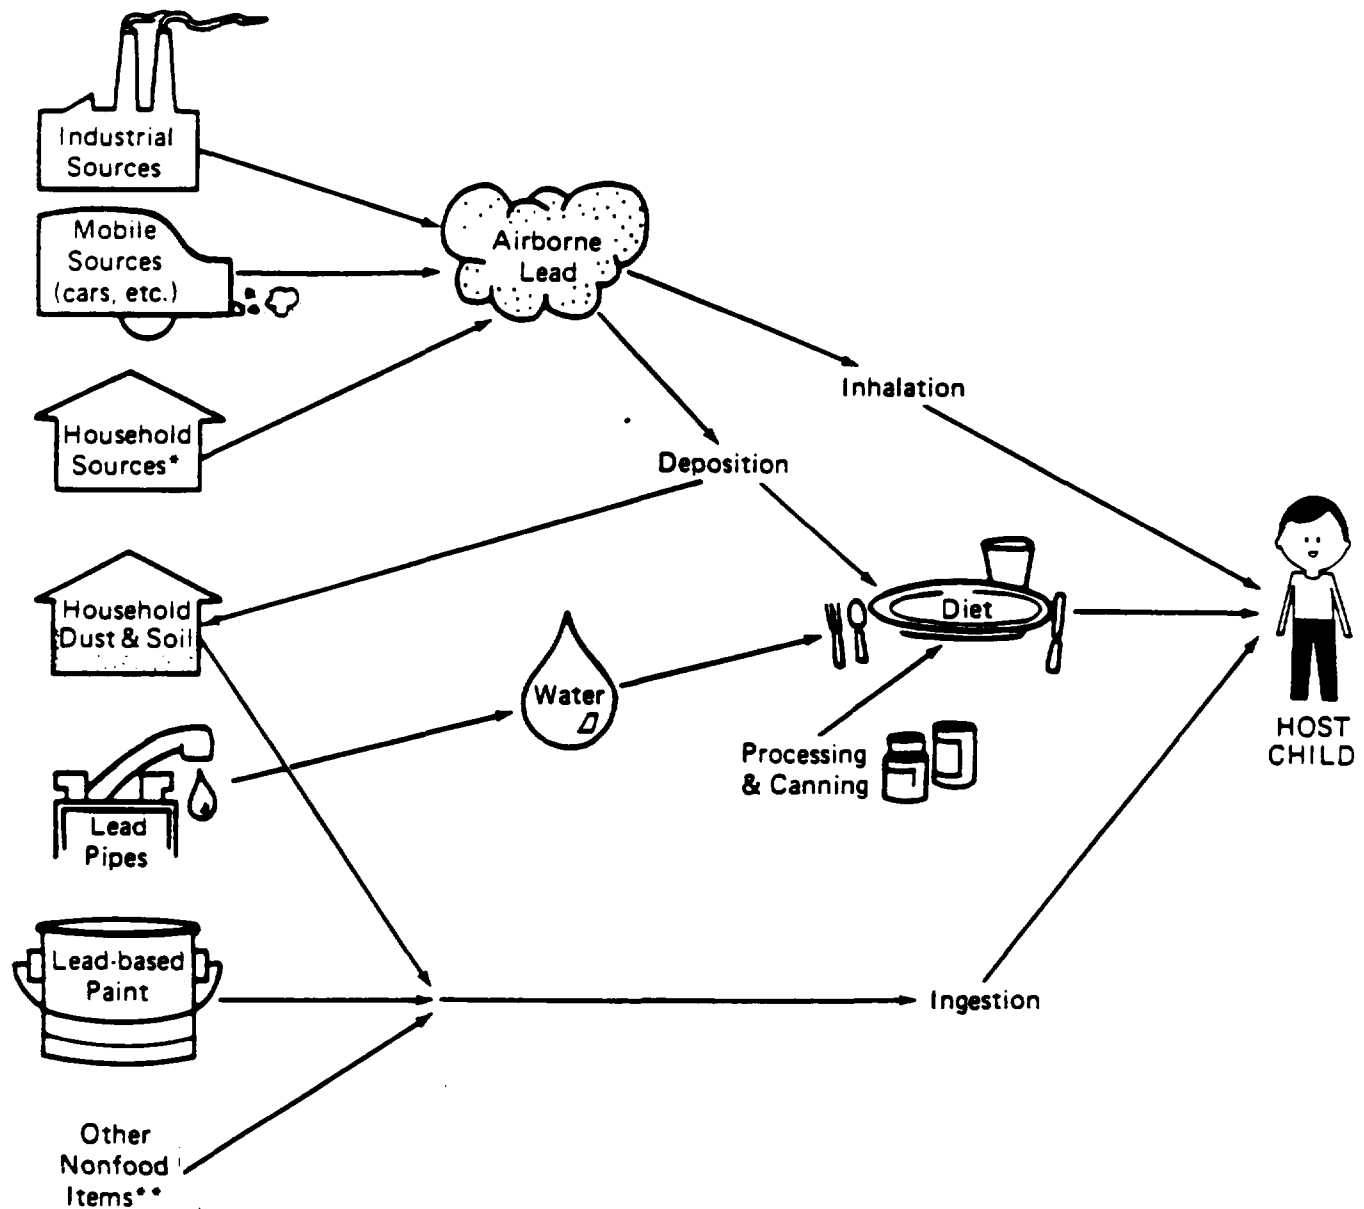 Industrial
Sources
Mobile
Sources
(cars, etc.)
Airborne
Lead
Inhalation
Household
Sources*
Deposition
Household
Dust & Soil
Diet
Water
HOST
CHILD
Processing
& Canning
Lead
Pipes
Lead-based
Paint
Ingestion
Other
Nonfood
Items**